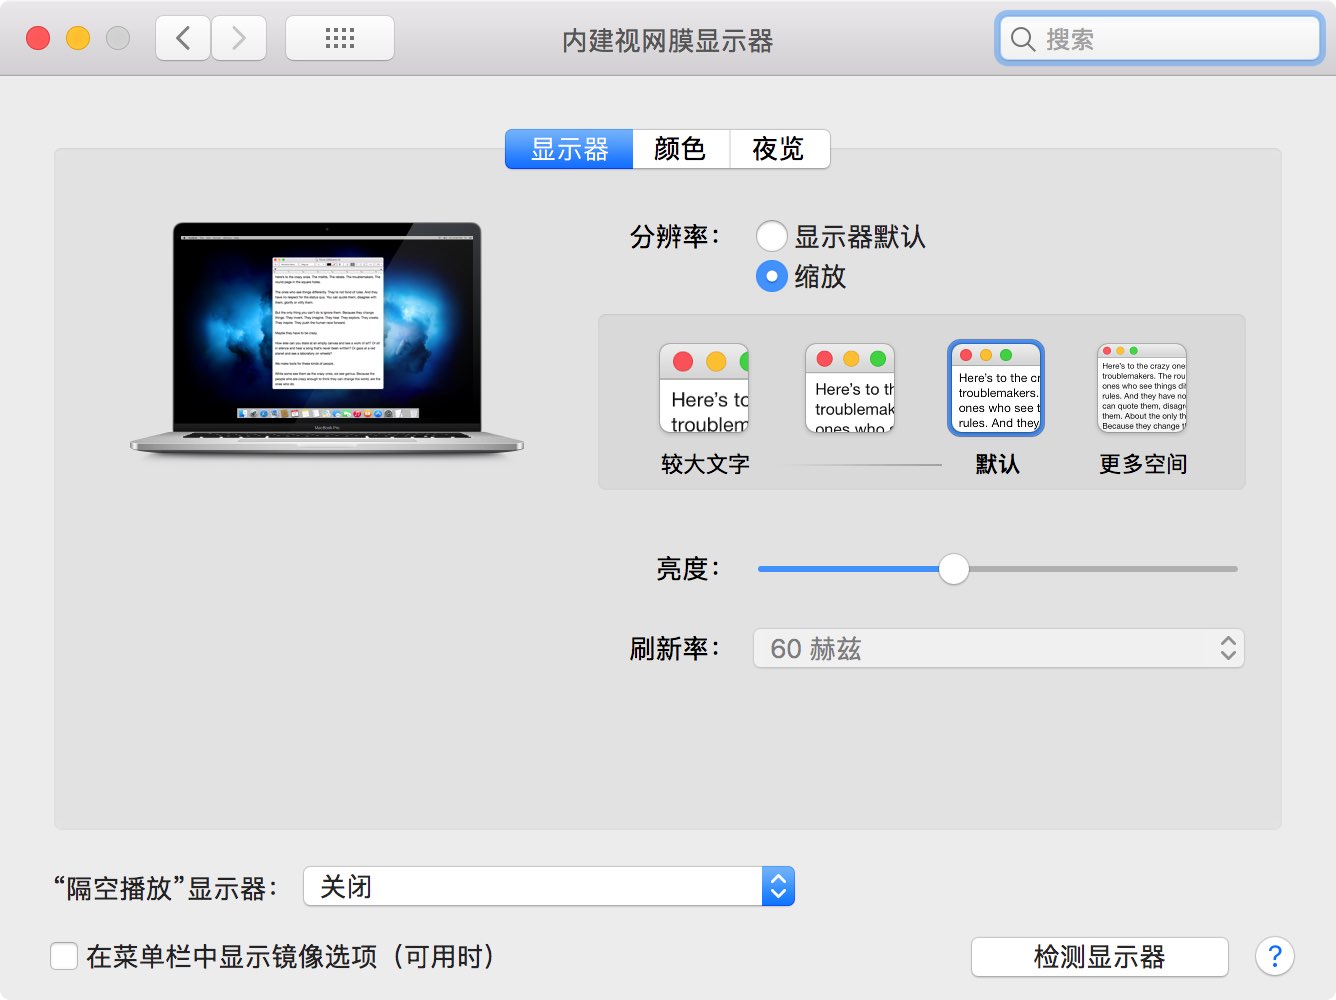 内建视网膜显示器
搜索
显示器
颜色
夜览
分辨率：
显示器默认
缩放
Here's to the cr
troublemakers.
ones who see t
rules. And they
Here's to
troublem
Here's to th
troublemak
ones who
Here's to the crazy one
troublemakers. The rou
ones who see things dif
rules. And they have no
can quote them, disagre
them. About the only th
Because they change t
较大文字
默认
更多空间
亮度：
刷新率：
60 赫兹
MacBook Pro
“隔空播放”显示器：
关闭
在菜单栏中显示镜像选项（可用时）
检测显示器
?